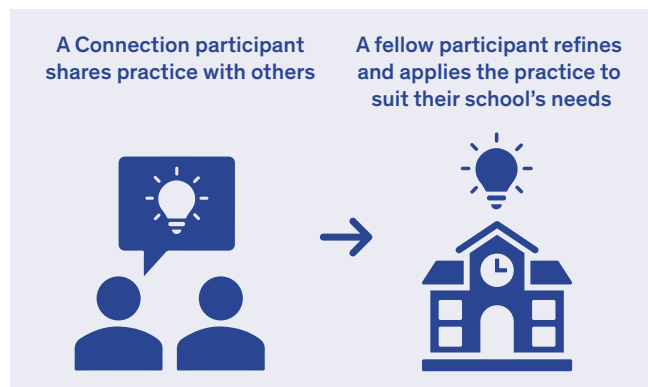 A Connection participant
shares practice with others
A fellow participant refines
and applies the practice to
suit their school's needs